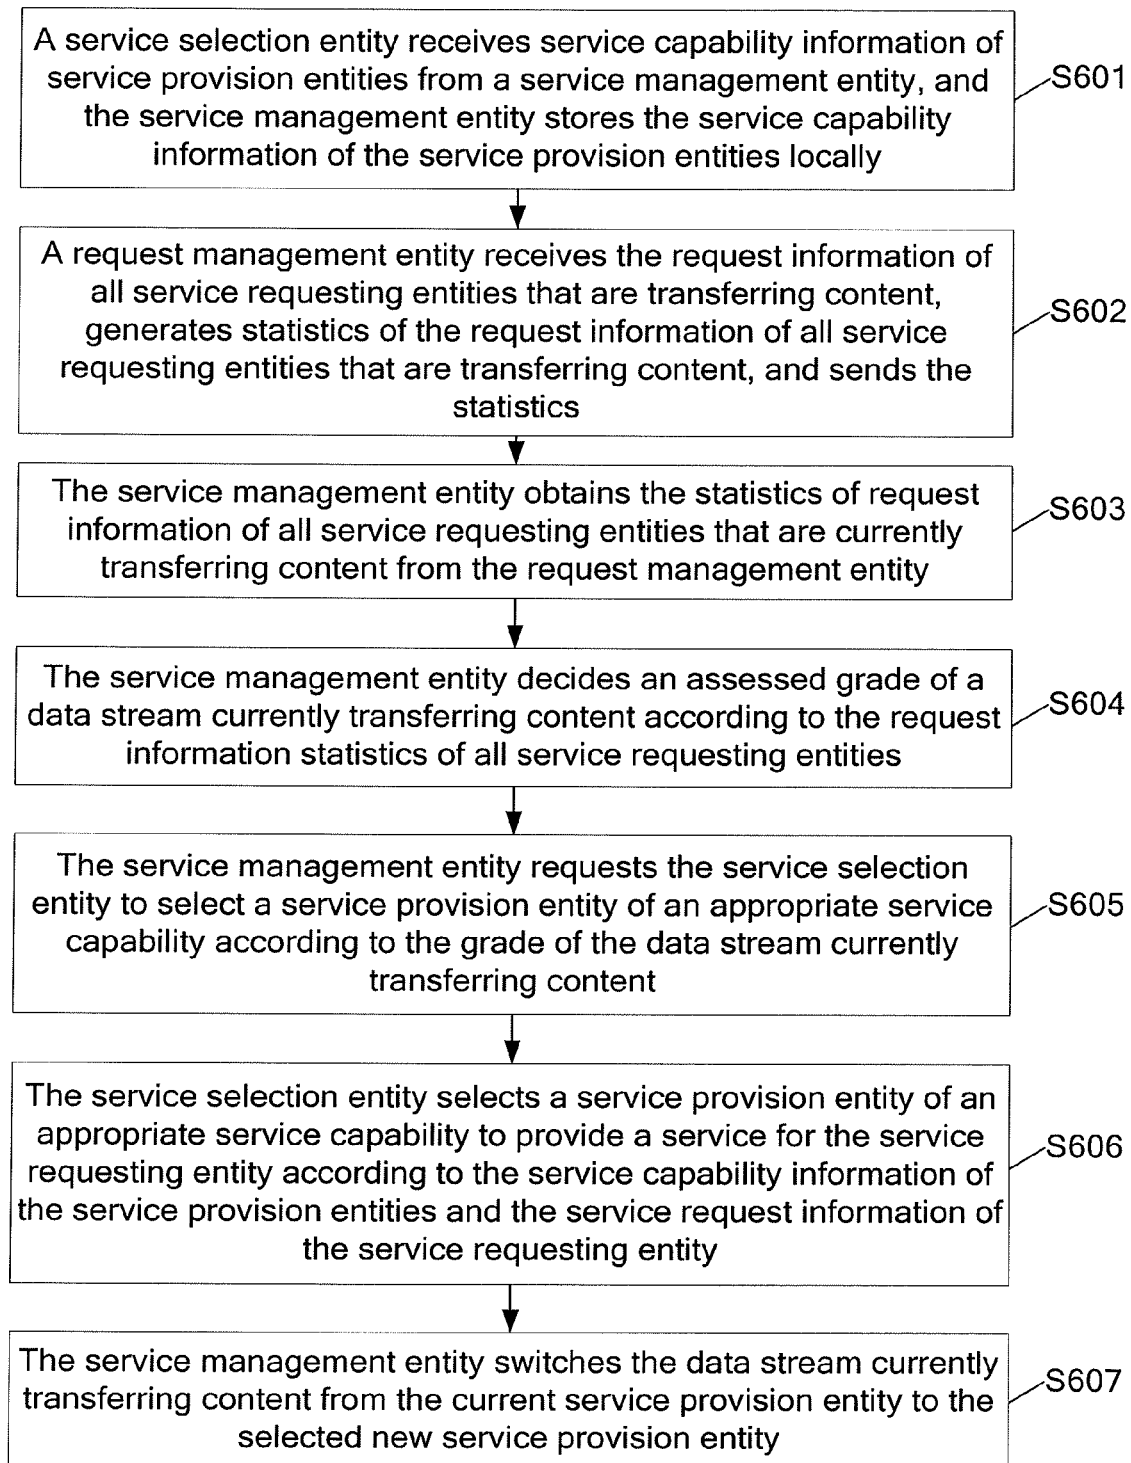 A service selection entity receives service capability information of
service provision entities from a service management entity, and
the service management entity stores the service capability
information of the service provision entities locally
S601
A request management entity receives the request information of
all service requesting entities that are transferring content,
generates statistics of the request information of all service
requesting entities that are transferring content, and sends the
statistics
S602
The service management entity obtains the statistics of request
information of all service requesting entities that are currently
transferring content from the request management entity
S603
The service management entity decides an assessed grade of a
data stream currently transferring content according to the request
information statistics of all service requesting entities
S604
The service management entity requests the service selection
entity to select a service provision entity of an appropriate service
capability according to the grade of the data stream currently
transferring content
S605
The service selection entity selects a service provision entity of an
appropriate service capability to provide a service for the service
requesting entity according to the service capability information of
the service provision entities and the service request information of
the service requesting entity
S606
The service management entity switches the data stream currently
transferring content from the current service provision entity to the
selected new service provision entity
S607